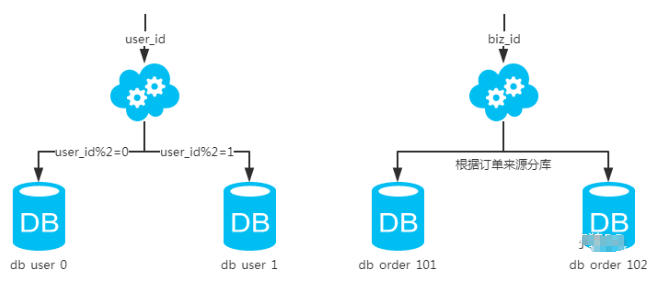 user_id
biz_id
user_id%2=0
user_id%2=1
根据订单来源分库
DB
DB
DB
DB
db user 0
db user 1
db order 101
db order 102